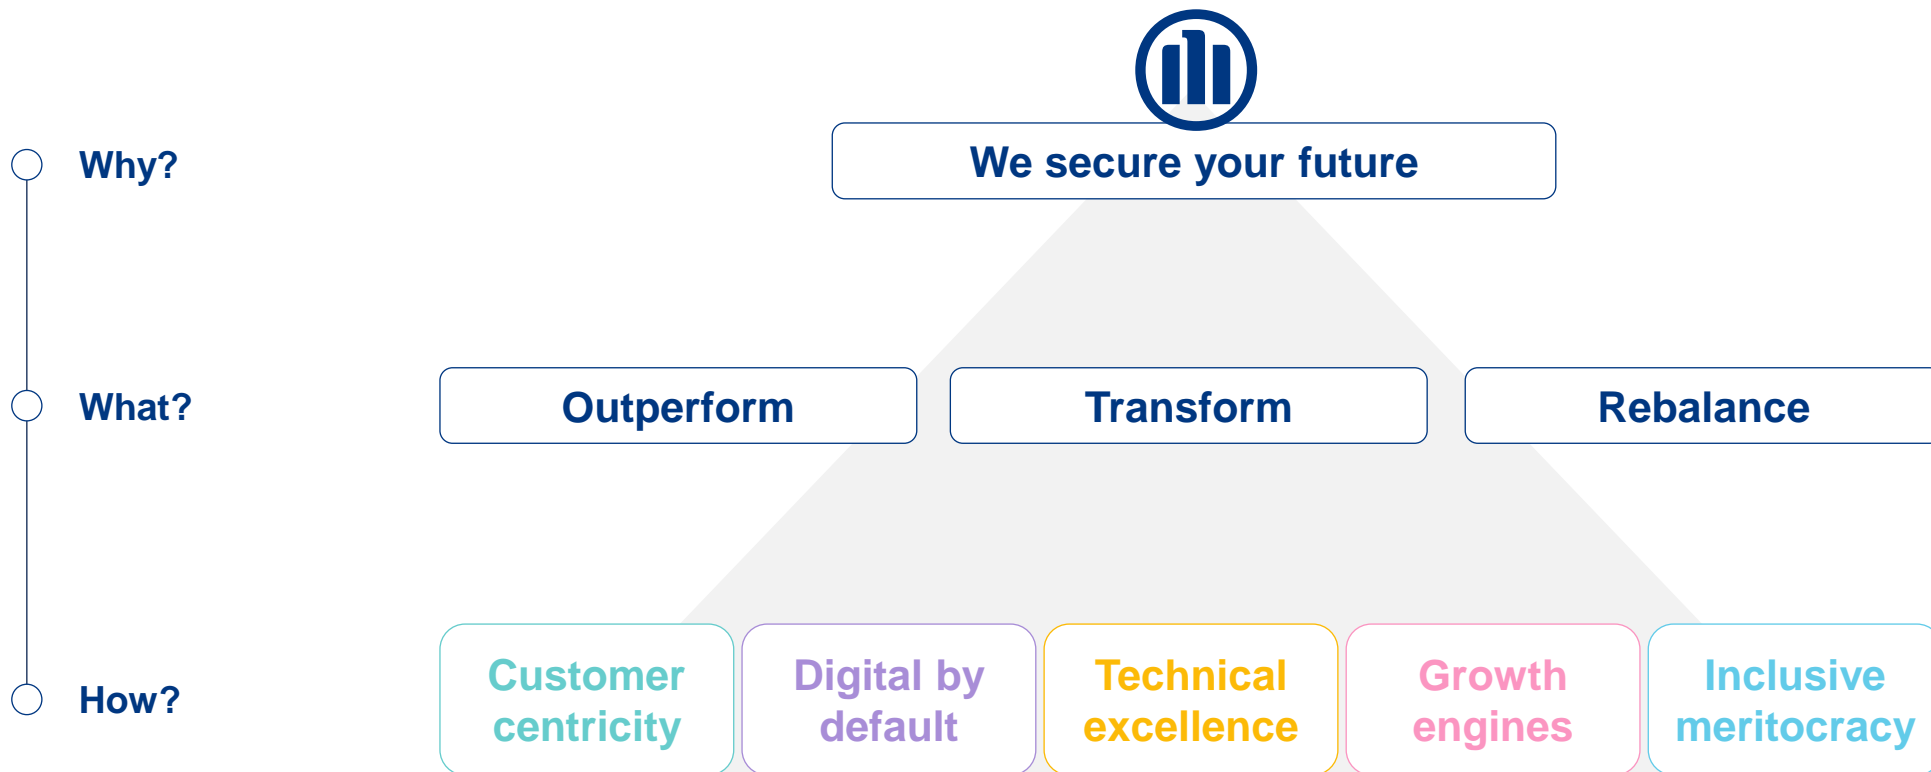 Why?
We secure your future
What?
Outperform
Transform
Rebalance
How?
Customer
centricity
Digital by
default
Technical
excellence
Growth
engines
Inclusive
meritocracy